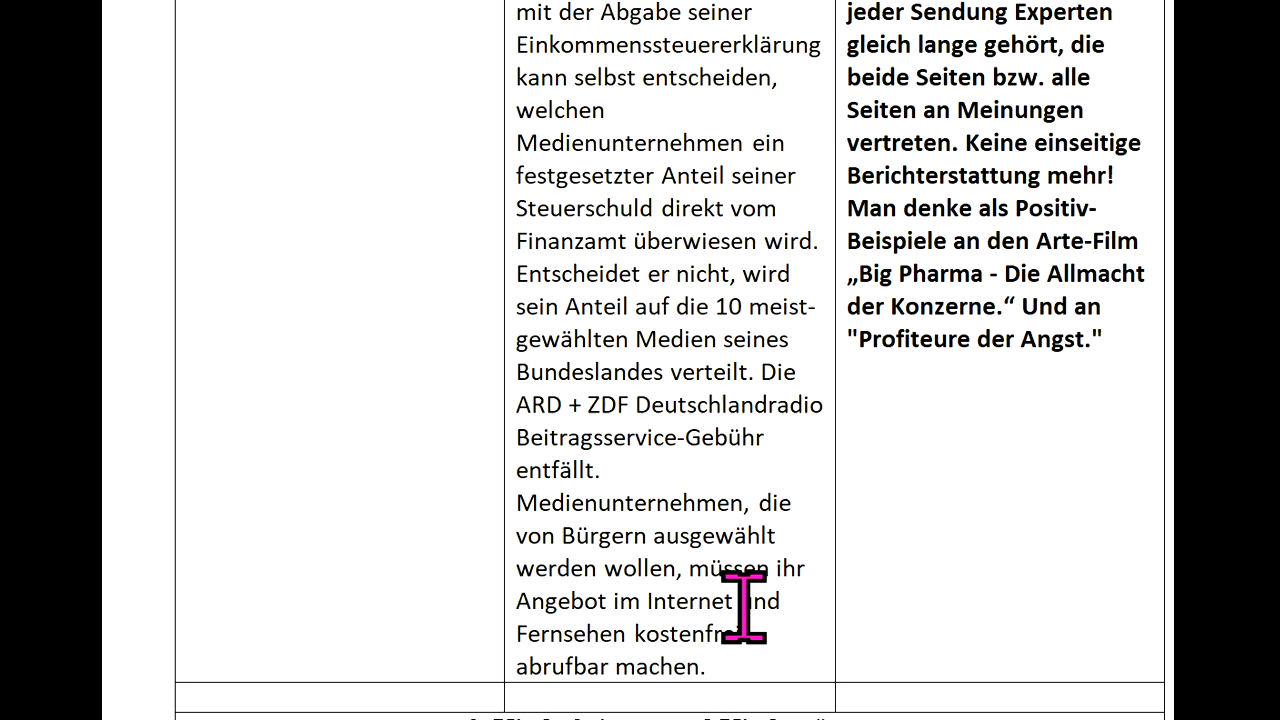 mit der Abgabe seiner
Einkommenssteuererklärung
kann selbst entscheiden,
welchen
Medienunternehmen ein
festgesetzter Anteil seiner
Steuerschuld direkt vom
Finanzamt überwiesen wird.
Entscheidet er nicht, wird
sein Anteil auf die 10 meist-
gewählten Medien seines
Bundeslandes verteilt. Die
ARD + ZDF Deutschlandradio
Beitragsservice-Gebühr
entfällt.
Medienunternehmen, die
von Bürgern ausgewählt
werden wollen, müssen ihr
Angebot im Internet und
Fernsehen kostenfrei
abrufbar machen.
jeder Sendung Experten
gleich lange gehört, die
beide Seiten bzw. alle
Seiten an Meinungen
vertreten. Keine einseitige
Berichterstattung mehr!
Man denke als Positiv-
Beispiele an den Arte-Film
„Big Pharma - Die Allmacht
der Konzerne.“ Und an
"Profiteure der Angst."